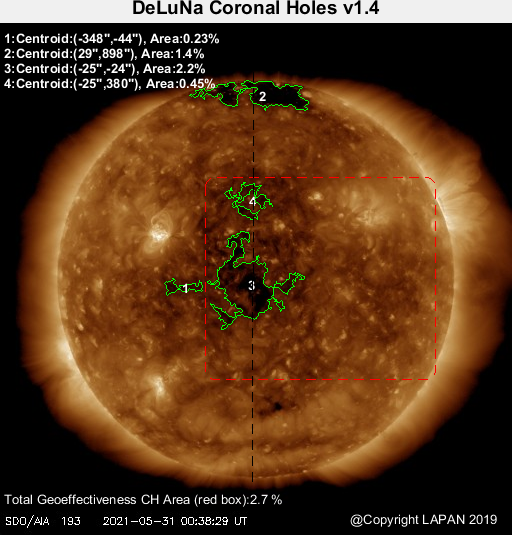 DeLuNa Coronal Holes v1.4
1:Centroid:(-348",-44"), Area:0.23%
2:Centroid:(29",898"), Area:1.4%
3:Centroid:(-25",-24"), Area:2.2%
4:Centroid:(-25",380"), Area:0.45%
2
4
1
3
Total Geoeffectiveness CH Area (red box):2.7 %
SDO/AIA 193 2021-05-31 00:38:29 UT
@Copyright LAPAN 2019